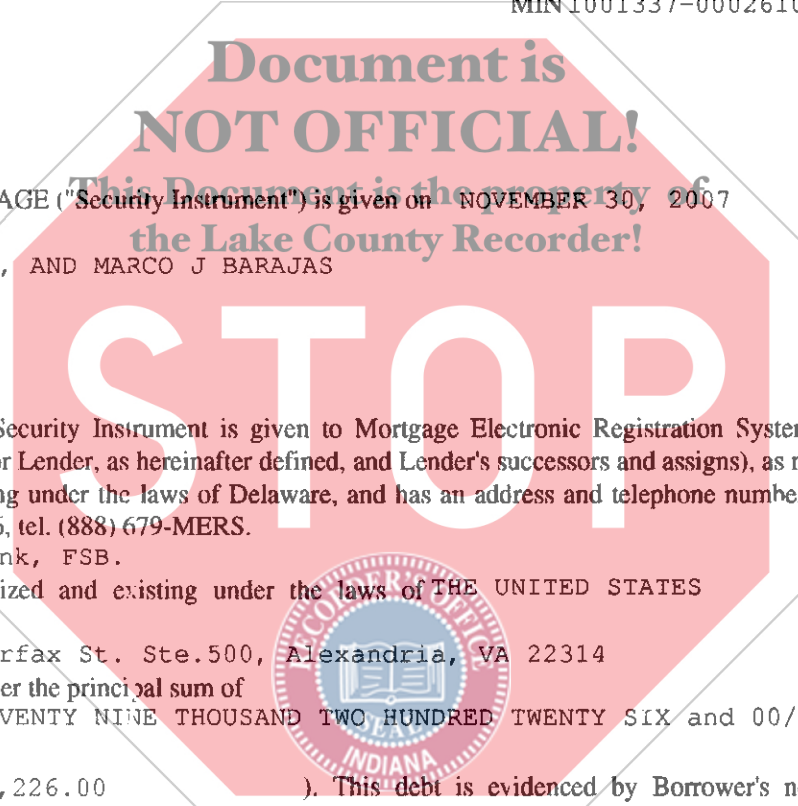 MIN 1001337-0002610
Document is
NOT OFFICIAL!
This Document is the property of
AGE ("Security Instrument") is given on NOVEMBER 30, 2007
the Lake County Recorder!
, AND MARCO J BARAJAS
STOP
Security Instrument is given to Mortgage Electronic Registration System
or Lender, as hereinafter defined, and Lender's successors and assigns), as
ng under the laws of Delaware, and has an address and telephone numbe
, tel. (888) 679-MERS.
nk, FSB.
ized and existing under the laws of THE UNITED STATES
RECORDER'S OFFICE
rfax St. Ste.500, Alexandria, VA 22314
er the principal sum of
VENTY NINE THOUSAND TWO HUNDRED TWENTY SIX and 00/
SEAL
INDIANA
,226.00 ). This debt is evidenced by Borrower's n